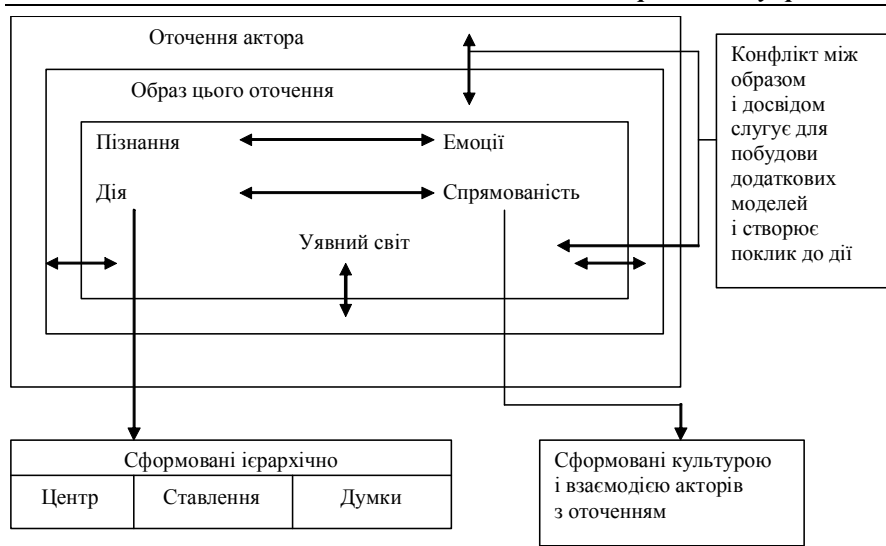 Оточення актора
Образ цього оточення
Пізнання
Емоції
Дія
Спрямованість
Уявний світ
Конфлікт між
образом
і досвідом
слугує для
побудови
додаткових
моделей
і створює
поклик до дії
Сформовані ієрархічно
Центр
Ставлення
Думки
Сформовані культурою
і взаємодією акторів
з оточенням